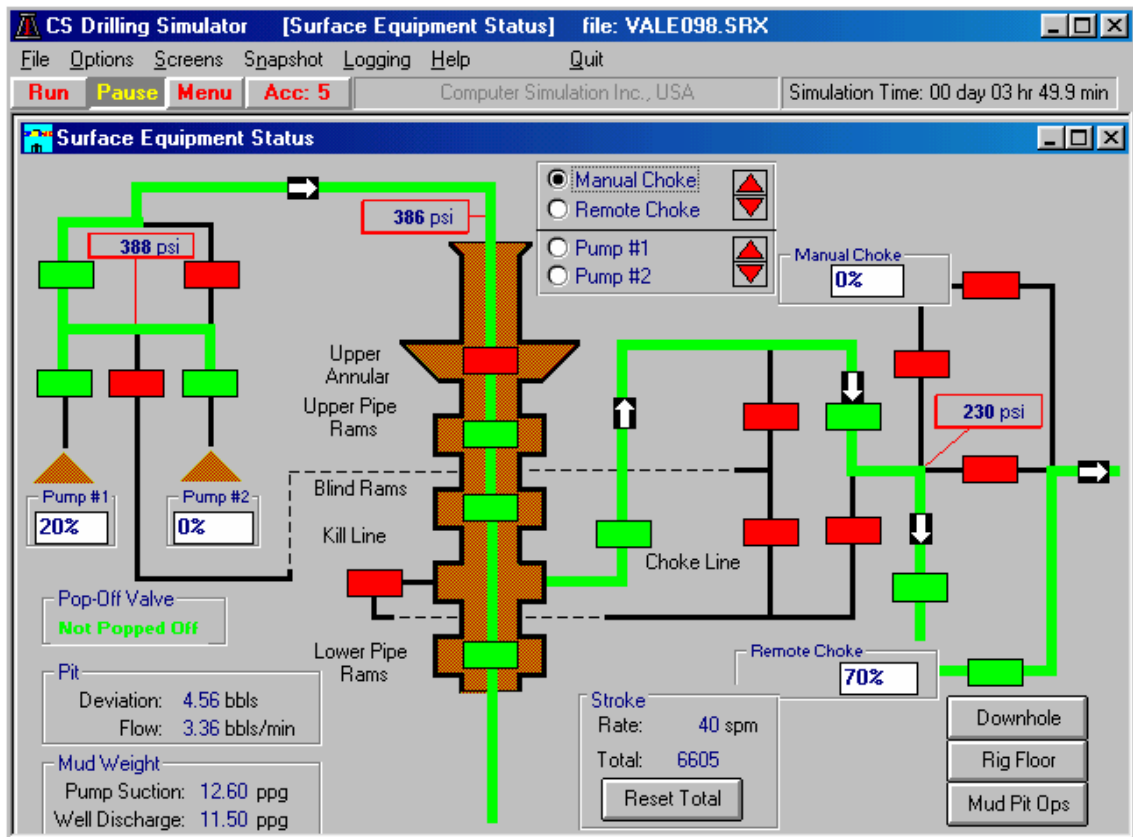 CS Drilling Simulator [Surface Equipment Status] file: VALE098.SRX
File Options Screens Snapshot Logging Help Quit
Run Pause Menu Acc: 5 Computer Simulation Inc., USA Simulation Time: 00 day 03 hr 49.9 min
Surface Equipment Status
Manual Choke
Remote Choke
Pump #1
Pump #2
386 psi
388 psi
Manual Choke
0%
Upper
Annular
Upper Pipe
Rams
230 psi
Blind Rams
Pump #1
20%
Pump #2
0%
Kill Line
Choke Line
Pop-Off Valve
Not Popped Off
Lower Pipe
Rams
Remote Choke
70%
Pit
Deviation: 4.56 bbls
Flow: 3.36 bbls/min
Stroke
Rate: 40 spm
Total: 6605
Reset Total
Downhole
Rig Floor
Mud Pit Ops
Mud Weight
Pump Suction: 12.60 ppg
Well Discharge: 11.50 ppg